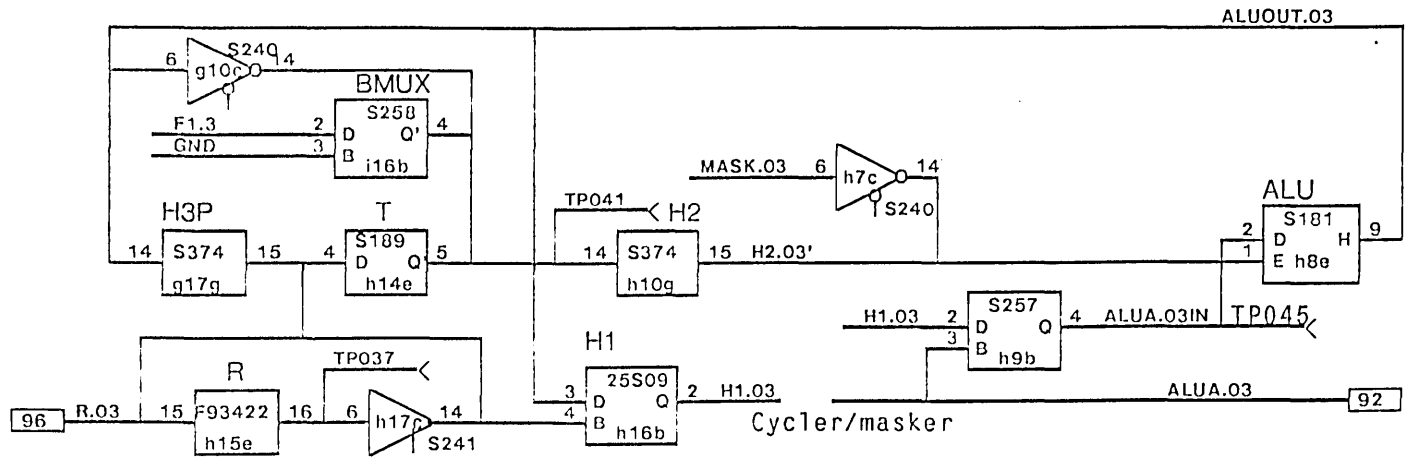 ALUOUT.03
S240
6 g10c 14
BMUX
S258
F1.3 2 D Q' 4
GND 3 B
i16b
MASK.03 6 h7c 14
S240
TP041
H3P T H2 ALU
S181
2 D H 9
1 E h8e
14 S374 15
g17g
S189
4 D Q 5
h14e
14 S374 15 H2.03'
h10g
S257
H1.03 2 D Q 4 ALUA.03IN TP045
3 B
h9b
H1
TP037
R
25S09
3 D Q 2 H1.03
4 B
h16b
ALUA.03 92
Cycler/masker
96 R.03 15 F93422 16 6 h17c 14
h15e
S241